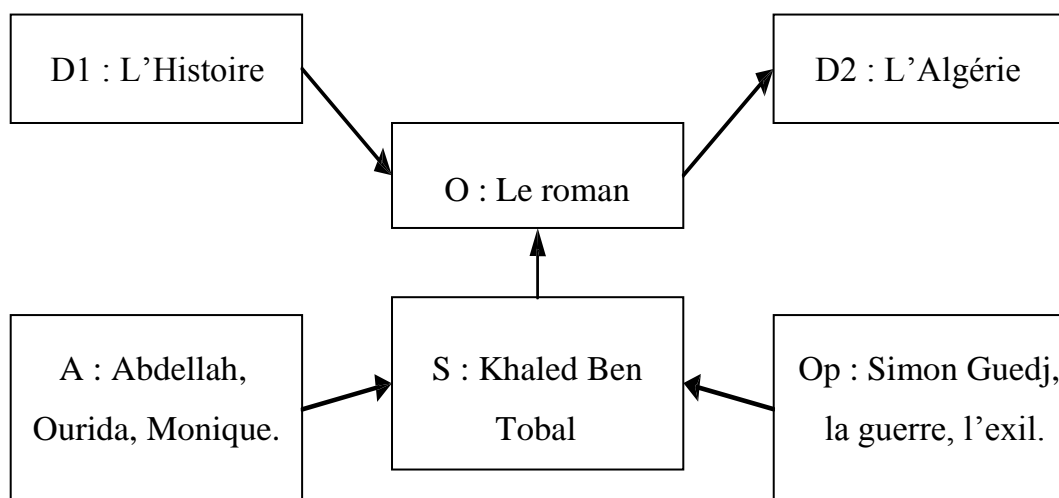 D1 : L’Histoire
D2 : L’Algérie
O : Le roman
A : Abdellah,
Ourida, Monique.
S : Khaled Ben
Tobal
Op : Simon Guedj,
la guerre, l’exil.